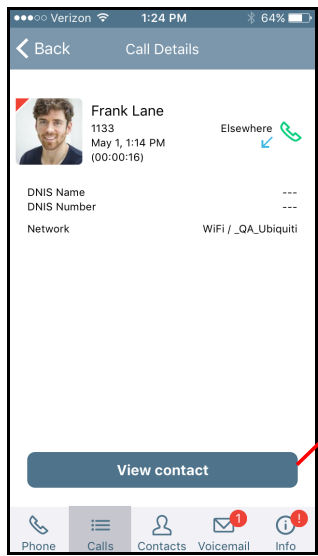 Verizon 1:24 PM 64%
Back Call Details
Frank Lane
1133 Elsewhere
May 1, 1:14 PM
(00:00:16)
DNIS Name ---
DNIS Number ---
Network WiFi / _QA_Ubiquiti
View contact
1 !
Phone Calls Contacts Voicemail Info